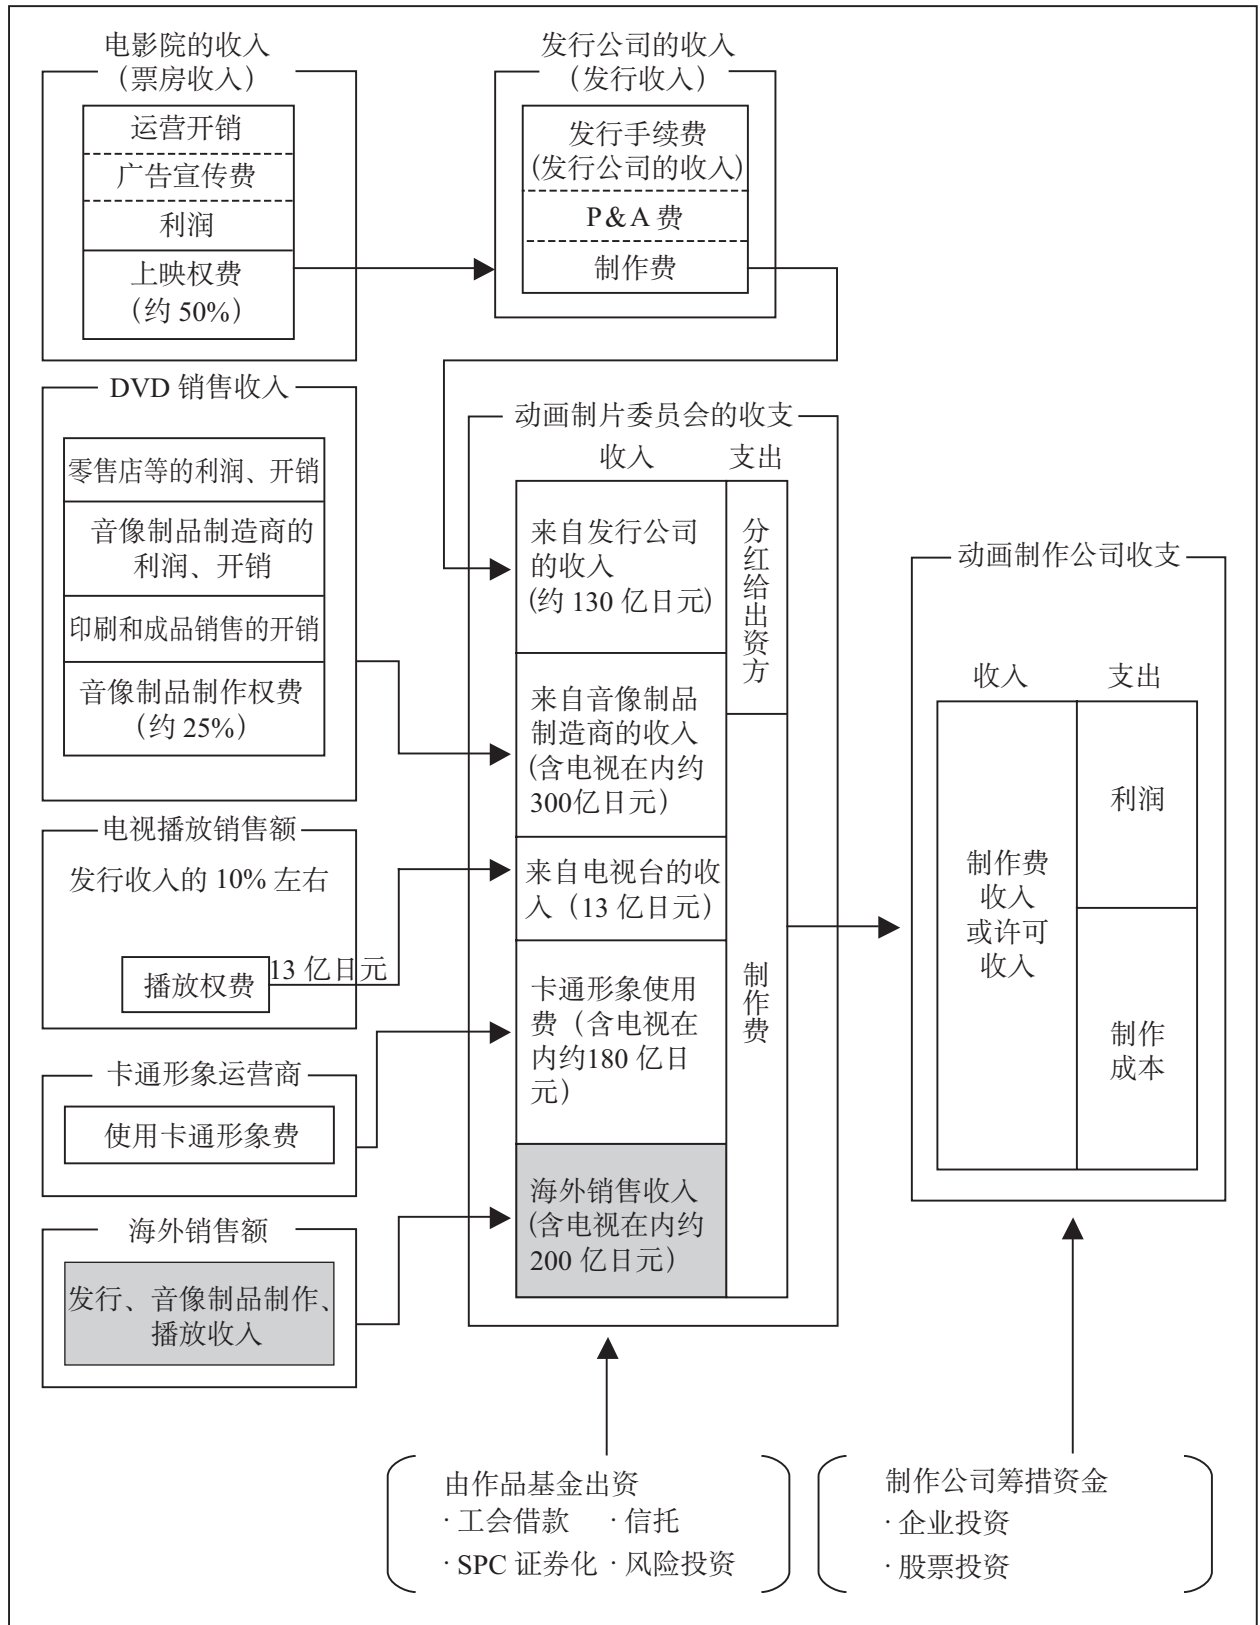 电影院的收入
（票房收入）
运营开销
广告宣传费
利润
上映权费
（约 50%）
发行公司的收入
（发行收入）
发行手续费
(发行公司的收入)
P&A 费
制作费
DVD 销售收入
零售店等的利润、开销
音像制品制造商的
利润、开销
印刷和成品销售的开销
音像制品制作权费
（约 25%）
电视播放销售额
发行收入的 10% 左右
播放权费
13 亿日元
卡通形象运营商
使用卡通形象费
海外销售额
发行、音像制品制作、
播放收入
动画制片委员会的收支
收入
支出
来自发行公司
的收入
(约 130 亿日元)
来自音像制品
制造商的收入
(含电视在内约
300亿日元）
来自电视台的收
入（13 亿日元）
卡通形象使用
费（含电视在
内约180 亿日
元）
海外销售收入
(含电视在内约
200 亿日元）
分红给出资方
制作费
动画制作公司收支
收入
支出
制作费
收入
或许可
收入
利润
制作
成本
由作品基金出资
· 工会借款 · 信托
· SPC 证券化 · 风险投资
制作公司筹措资金
· 企业投资
· 股票投资